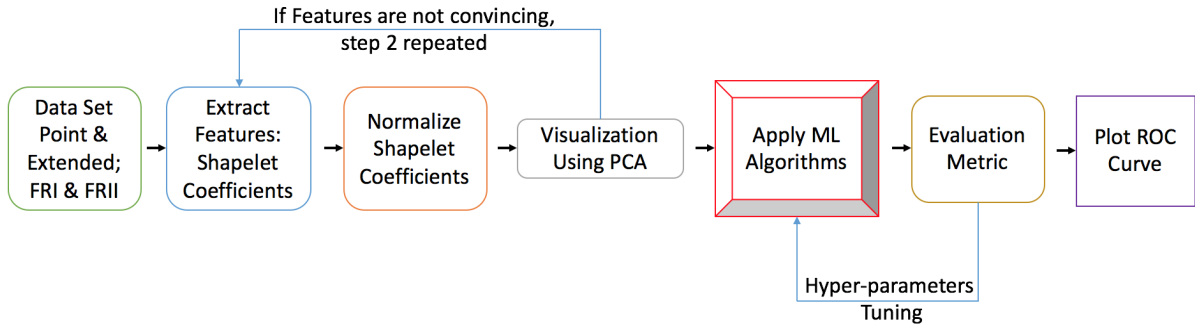 If Features are not convincing,
step 2 repeated
Data Set
Point &
Extended;
FRI & FRII
Extract
Features:
Shapelet
Coefficients
Normalize
Shapelet
Coefficients
Visualization
Using PCA
Apply ML
Algorithms
Evaluation
Metric
Plot ROC
Curve
Hyper-parameters
Tuning